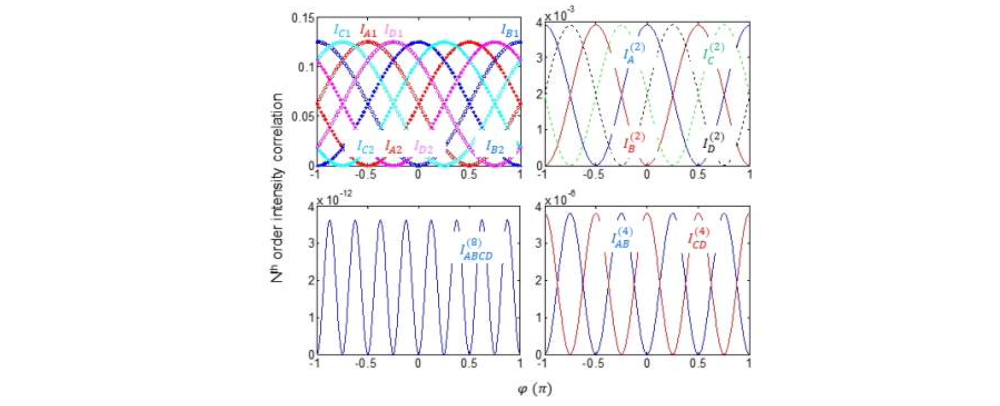 N^th order intensity correlation
0.15
0.1
0.05
0
I_C1 I_A1 I_D1 I_B1
I_C2 I_A2 I_D2 I_B2
-1 -0.5 0 0.5 1
4 x 10^-3
3
2
1
0
I_A^(2) I_C^(2)
I_B^(2) I_D^(2)
-1 -0.5 0 0.5 1
4 x 10^-12
3
2
1
0
I_ABCD^(8)
-1 -0.5 0 0.5 1
4 x 10^-6
3
2
1
0
I_AB^(4) I_CD^(4)
-1 -0.5 0 0.5 1
φ (π)